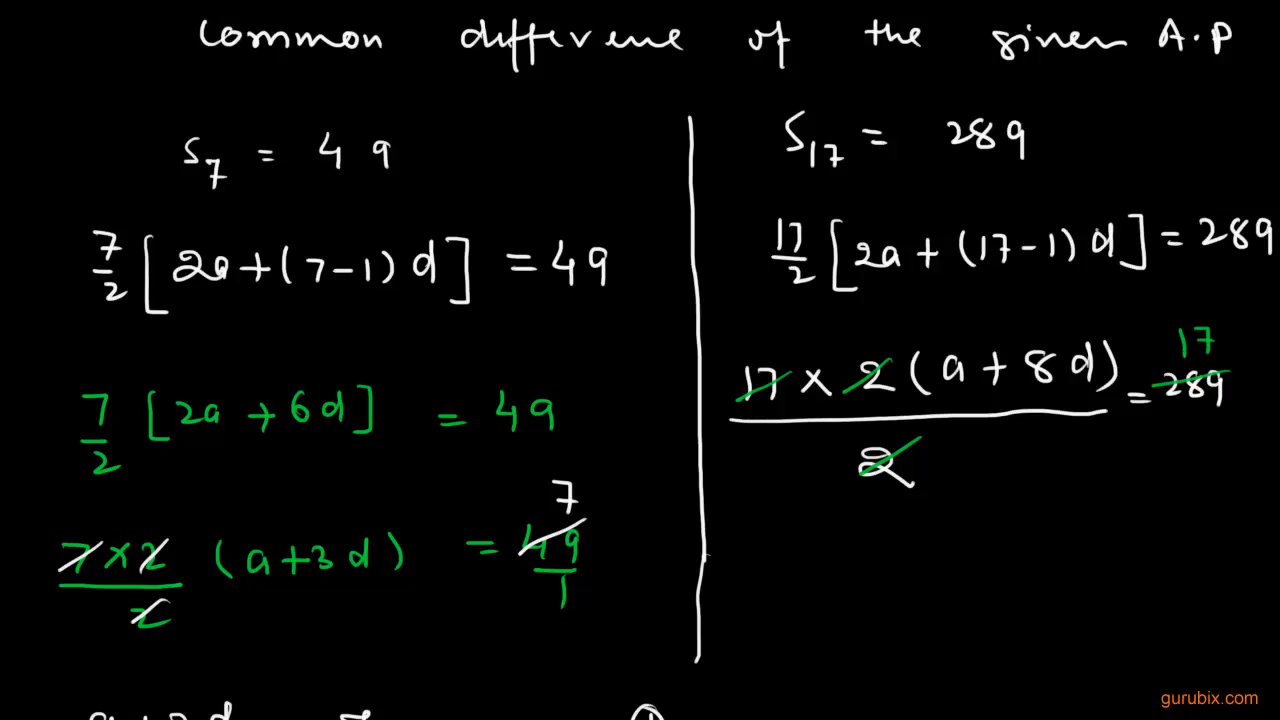 Common difference of the given A.P
S₇ = 49
7/2 [2a+(7-1)d] = 49
7/2 [2a+6d] = 49
7
7×2/2 (a+3d) = 49/1
S₁₇ = 289
17/2 [2a+(17-1)d] = 289
17
17×2(a+8d)/2 = 289
gurubix.com